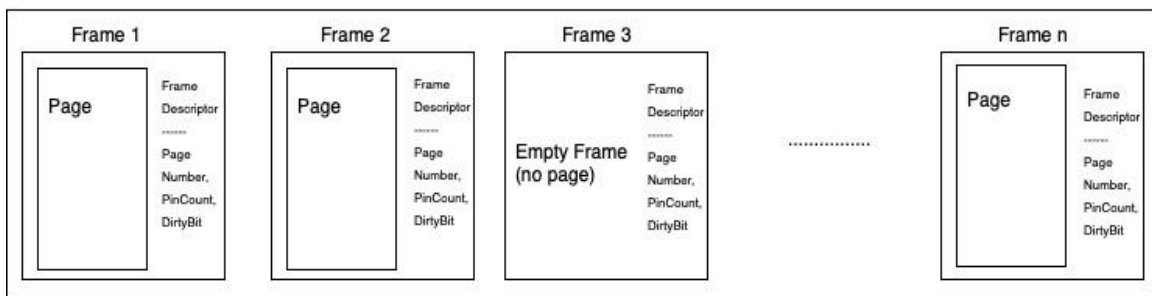 Frame 1
Page
Frame
Descriptor
------
Page
Number,
PinCount,
DirtyBit
Frame 2
Page
Frame
Descriptor
------
Page
Number,
PinCount,
DirtyBit
Frame 3
Empty Frame
(no page)
Frame
Descriptor
------
Page
Number,
PinCount,
DirtyBit
................
Frame n
Page
Frame
Descriptor
------
Page
Number,
PinCount,
DirtyBit